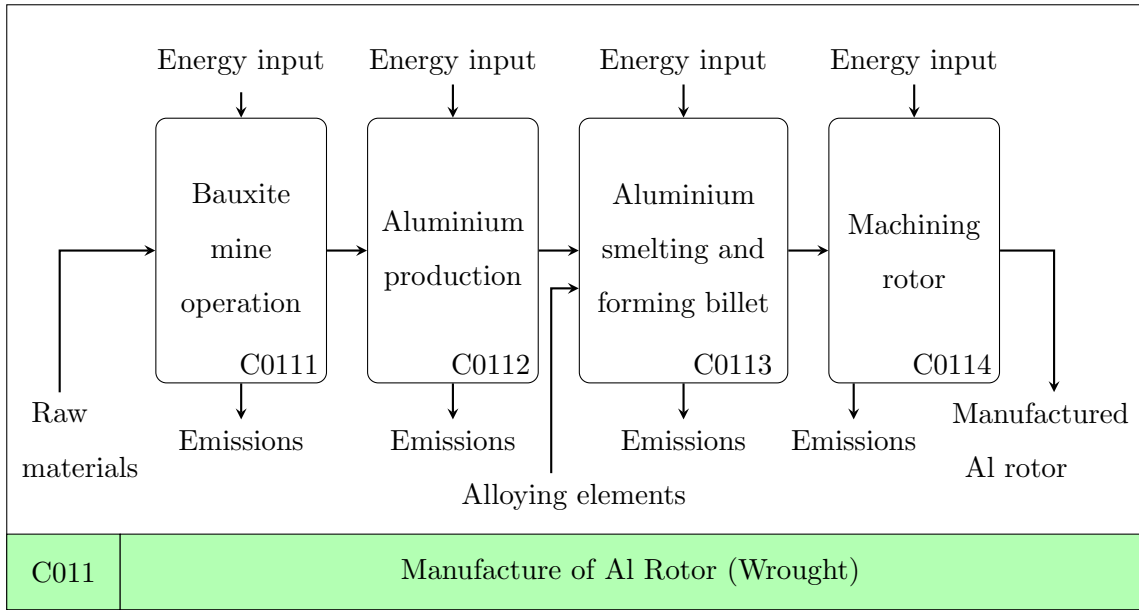 Energy input
Energy input
Energy input
Energy input
Bauxite
mine
operation
C0111
Aluminium
production
C0112
Aluminium
smelting and
forming billet
C0113
Machining
rotor
C0114
Raw
materials
Emissions
Emissions
Emissions
Emissions
Manufactured
Al rotor
Alloying elements
C011
Manufacture of Al Rotor (Wrought)